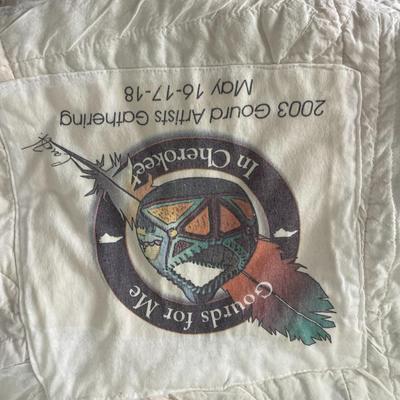 Gourds for Me
In Cherokee
2003 Gourd Artists Gathering
May 16-17-18